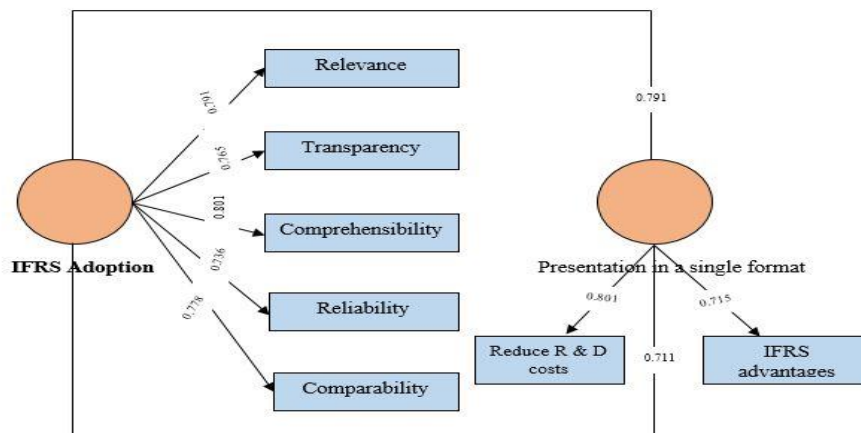 Relevance
0.791
0.791
Transparency
0.765
0.801
Comprehensibility
IFRS Adoption
0.736
Presentation in a single format
0.778
Reliability
0.801
0.715
Reduce R & D
costs
0.711
IFRS
advantages
Comparability